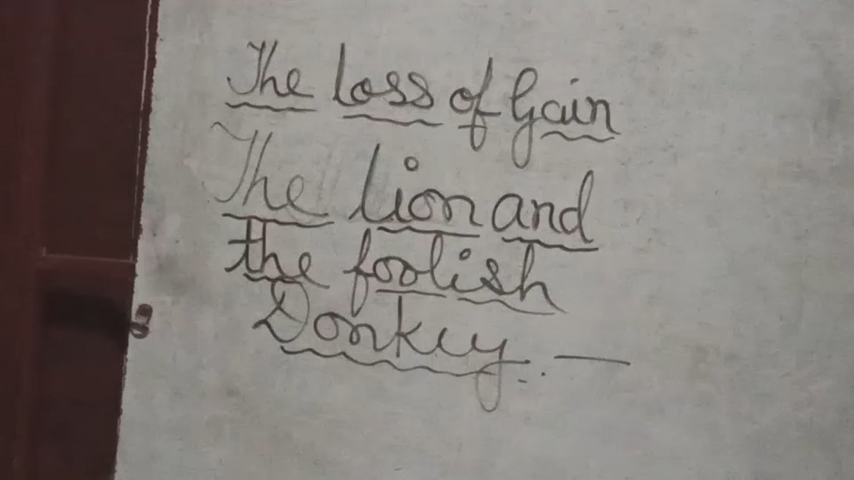 The loss of Gain
The lion and
the foolish
Donkey. —